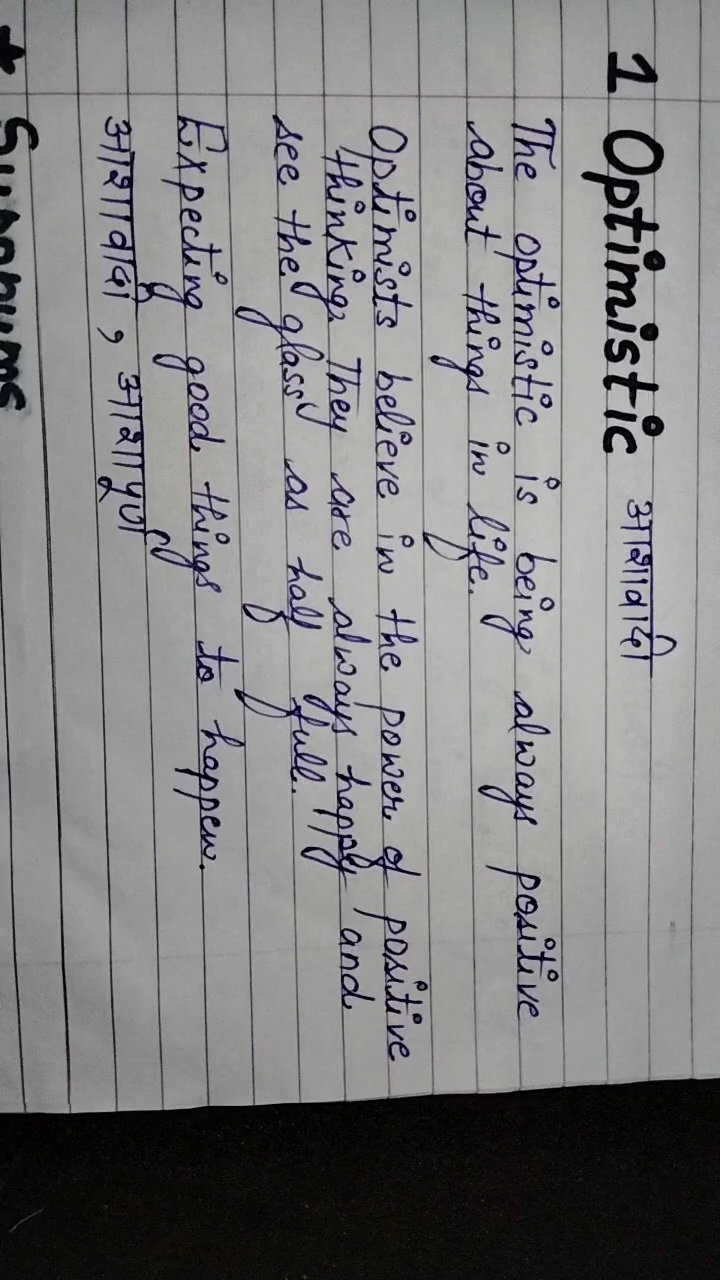 1 Optimistic आशावादी
The optimistic is being always positive
about things in life.
Optimists believe in the power of positive
thinking. They are always happy and
see the glass as half full.
Expecting good things to happen.
आशावादी, आशापूर्ण
* Synonyms